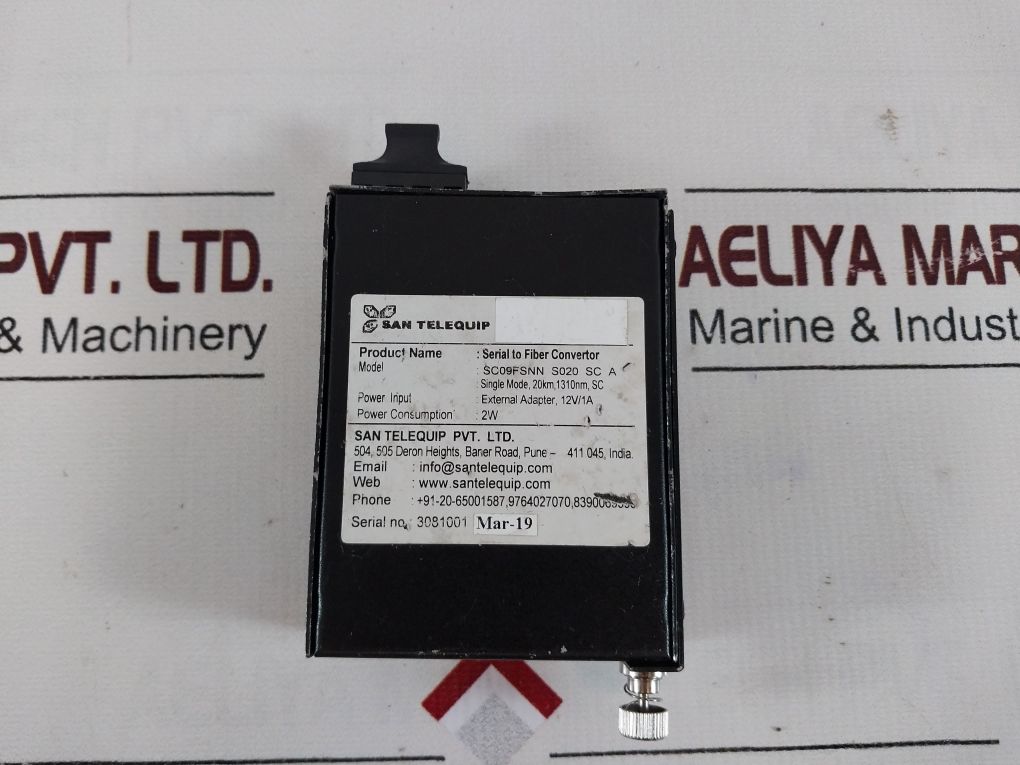 PVT. LTD.
& Machinery
AELIYA MAR
Marine & Indust
SAN TELEQUIP
Product Name : Serial to Fiber Convertor
Model : SC09FSNN S020 SC A
: Single Mode, 20km,1310nm, SC
Power Input : External Adapter, 12V/1A
Power Consumption : 2W
SAN TELEQUIP PVT. LTD.
504, 505 Deron Heights, Baner Road, Pune – 411 045, India.
Email : info@santelequip.com
Web : www.santelequip.com
Phone : +91-20-65001587,9764027070,
Serial no. : 3081001 Mar-19